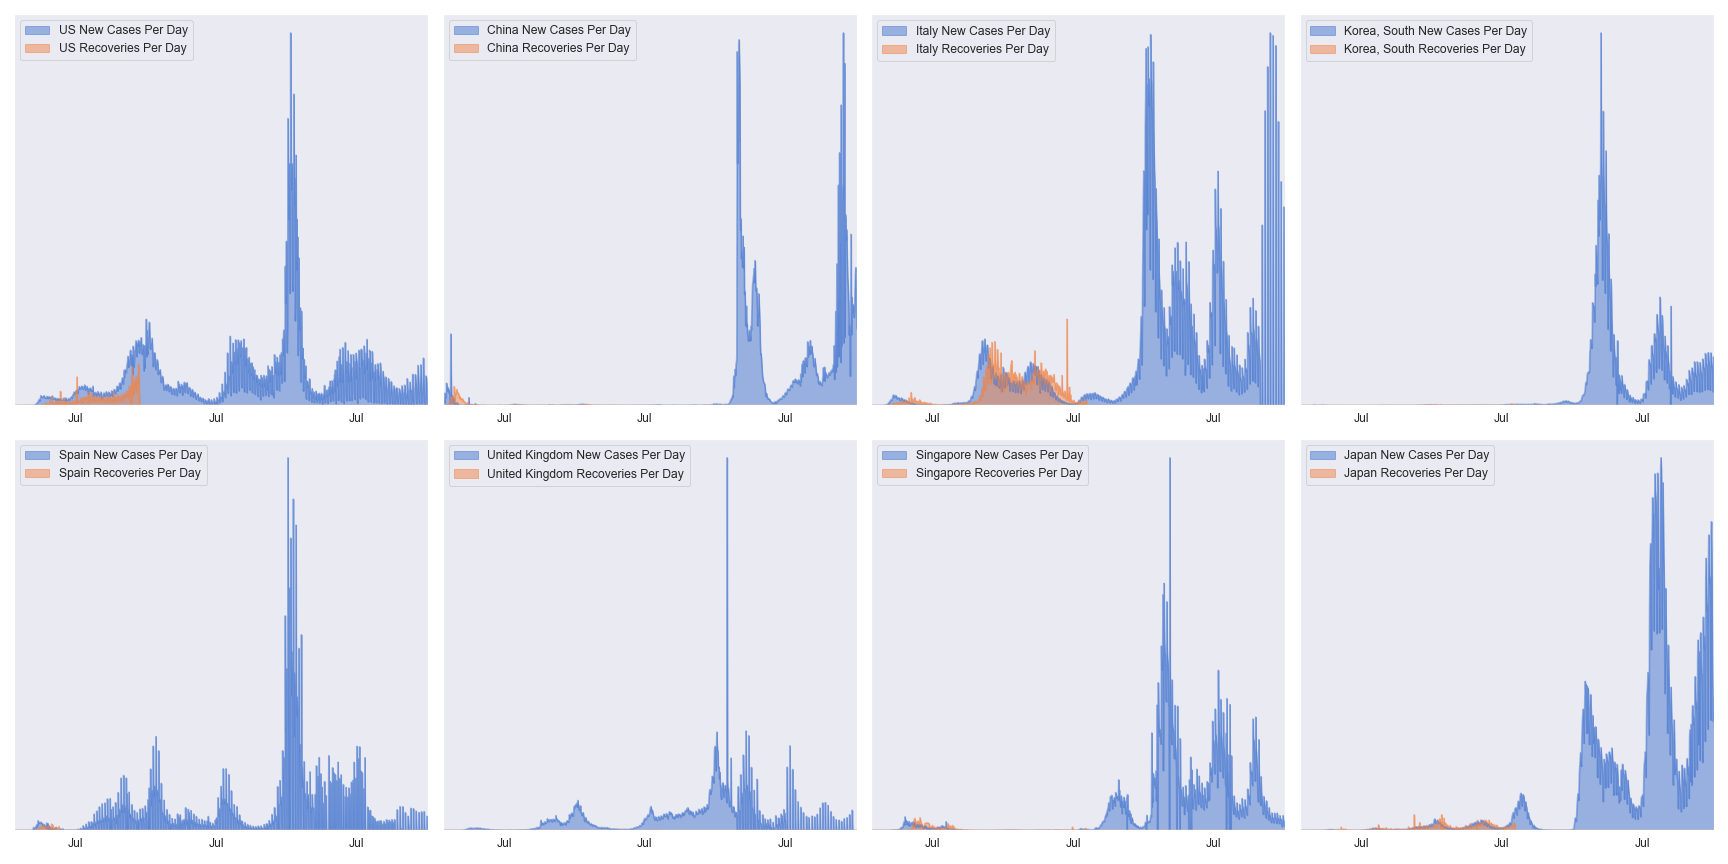 US New Cases Per Day
US Recoveries Per Day
China New Cases Per Day
China Recoveries Per Day
Italy New Cases Per Day
Italy Recoveries Per Day
Korea, South New Cases Per Day
Korea, South Recoveries Per Day
Jul Jul Jul
Jul Jul Jul
Jul Jul Jul
Jul Jul Jul
Spain New Cases Per Day
Spain Recoveries Per Day
United Kingdom New Cases Per Day
United Kingdom Recoveries Per Day
Singapore New Cases Per Day
Singapore Recoveries Per Day
Japan New Cases Per Day
Japan Recoveries Per Day
Jul Jul Jul
Jul Jul Jul
Jul Jul Jul
Jul Jul Jul